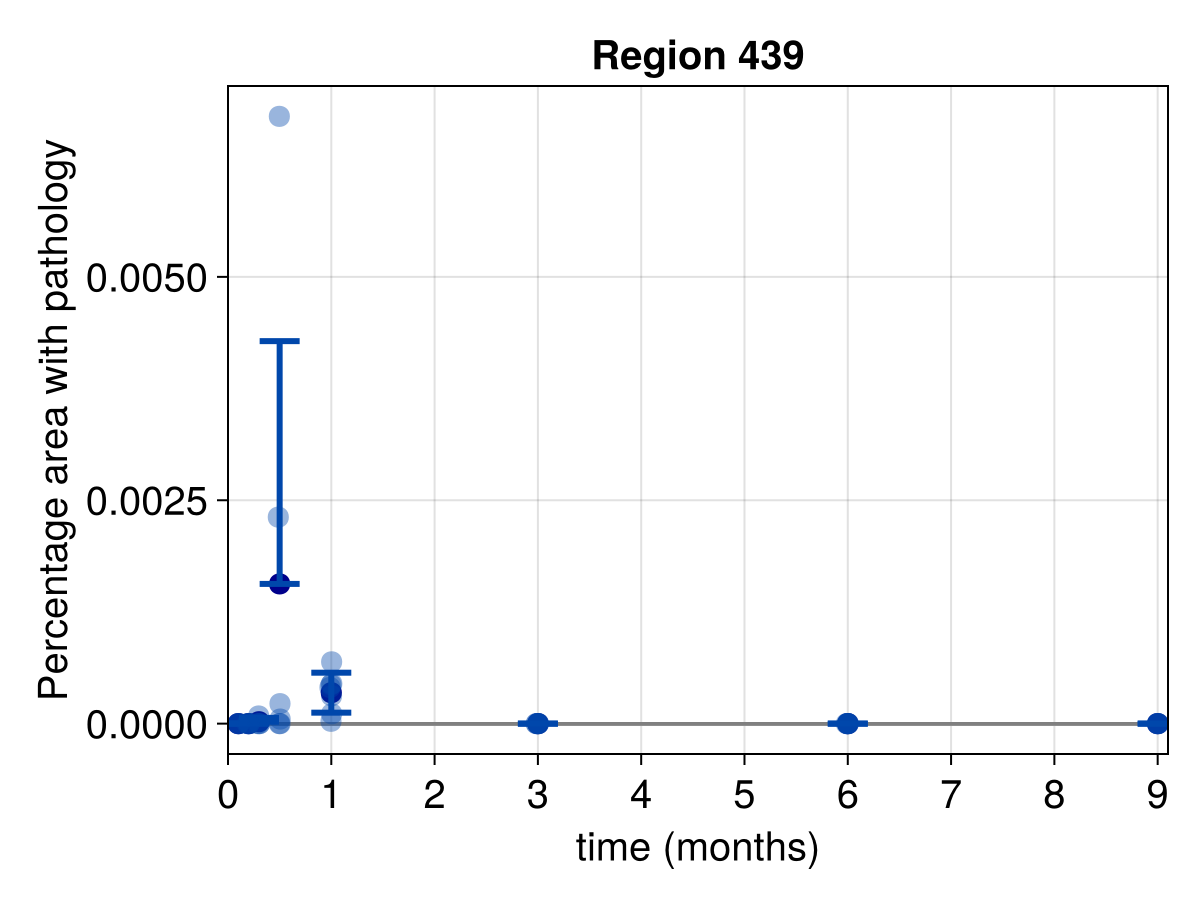 Region 439
Percentage area with pathology
0.0050
0.0025
0.0000
0 1 2 3 4 5 6 7 8 9
time (months)